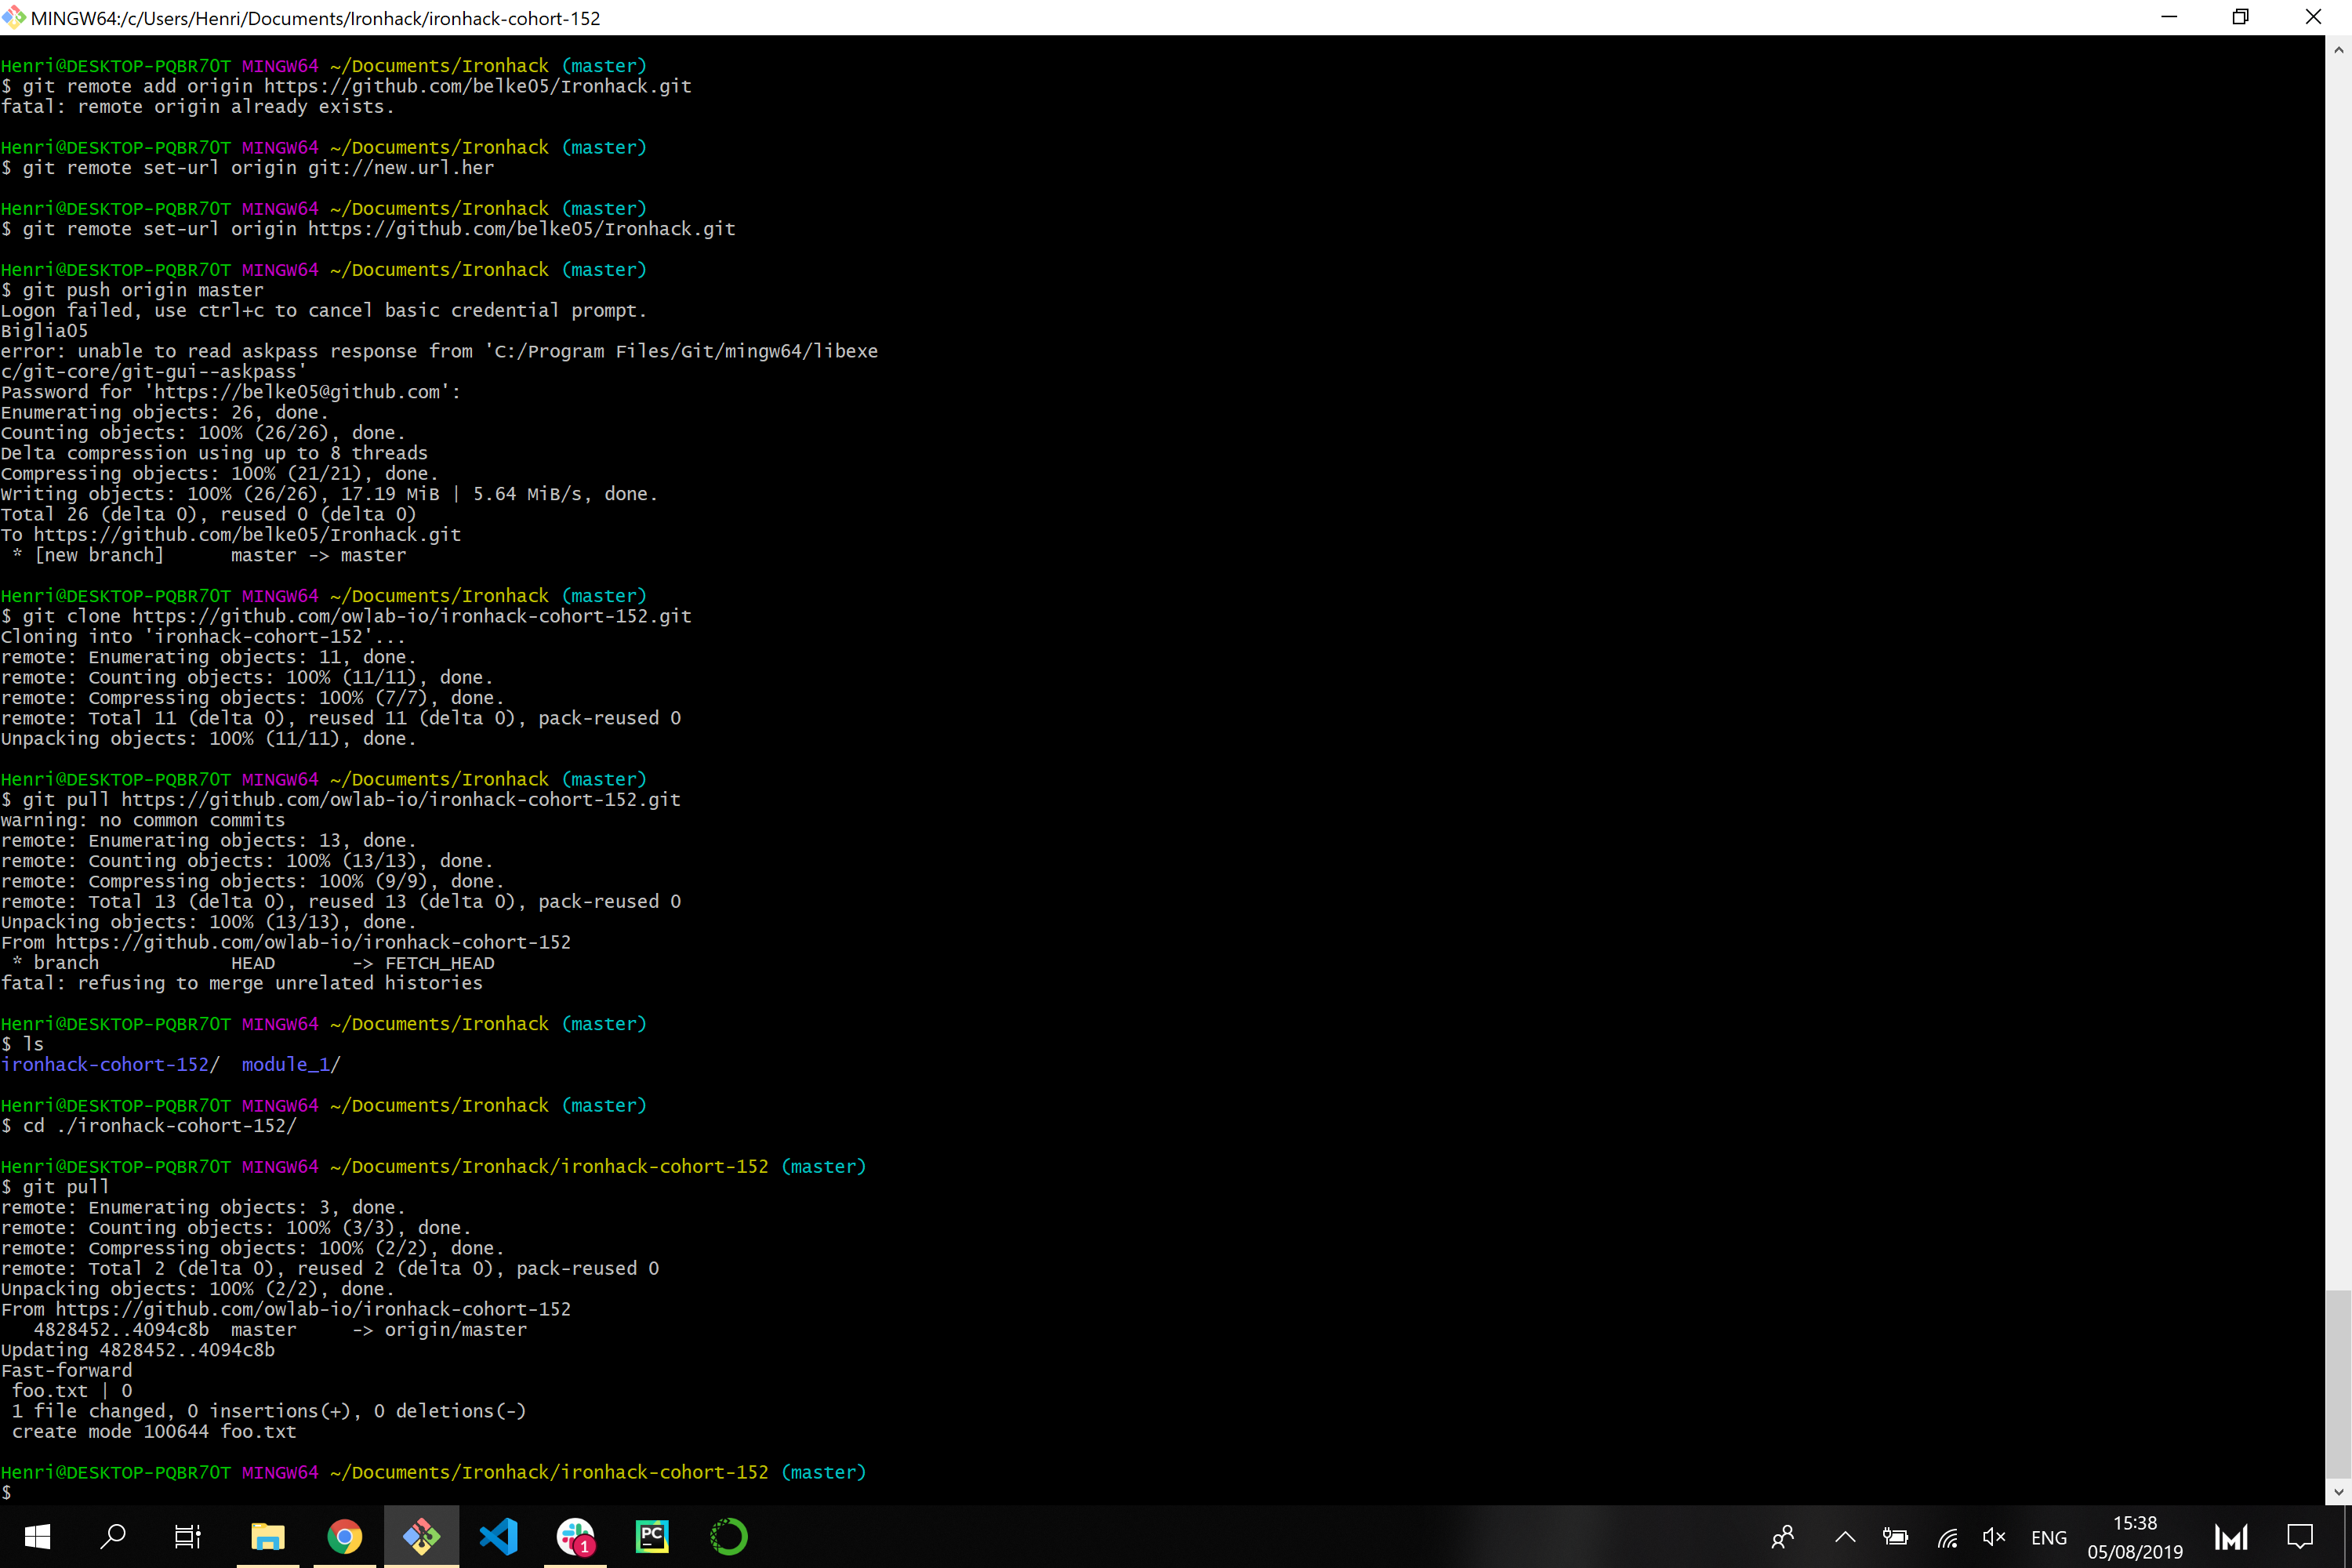 MINGW64:/c/Users/Henri/Documents/Ironhack/ironhack-cohort-152
Henri@DESKTOP-PQBR7OT MINGW64 ~/Documents/Ironhack (master)
$ git remote add origin https://github.com/belke05/Ironhack.git
fatal: remote origin already exists.
Henri@DESKTOP-PQBR7OT MINGW64 ~/Documents/Ironhack (master)
$ git remote set-url origin git://new.url.her
Henri@DESKTOP-PQBR7OT MINGW64 ~/Documents/Ironhack (master)
$ git remote set-url origin https://github.com/belke05/Ironhack.git
Henri@DESKTOP-PQBR7OT MINGW64 ~/Documents/Ironhack (master)
$ git push origin master
Logon failed, use ctrl+c to cancel basic credential prompt.
Biglia05
error: unable to read askpass response from 'C:/Program Files/Git/mingw64/libexe
c/git-core/git-gui--askpass'
Password for 'https://belke05@github.com':
Enumerating objects: 26, done.
Counting objects: 100% (26/26), done.
Delta compression using up to 8 threads
Compressing objects: 100% (21/21), done.
Writing objects: 100% (26/26), 17.19 MiB | 5.64 MiB/s, done.
Total 26 (delta 0), reused 0 (delta 0)
To https://github.com/belke05/Ironhack.git
 * [new branch]      master -> master
Henri@DESKTOP-PQBR7OT MINGW64 ~/Documents/Ironhack (master)
$ git clone https://github.com/owlab-io/ironhack-cohort-152.git
Cloning into 'ironhack-cohort-152'...
remote: Enumerating objects: 11, done.
remote: Counting objects: 100% (11/11), done.
remote: Compressing objects: 100% (7/7), done.
remote: Total 11 (delta 0), reused 11 (delta 0), pack-reused 0
Unpacking objects: 100% (11/11), done.
Henri@DESKTOP-PQBR7OT MINGW64 ~/Documents/Ironhack (master)
$ git pull https://github.com/owlab-io/ironhack-cohort-152.git
warning: no common commits
remote: Enumerating objects: 13, done.
remote: Counting objects: 100% (13/13), done.
remote: Compressing objects: 100% (9/9), done.
remote: Total 13 (delta 0), reused 13 (delta 0), pack-reused 0
Unpacking objects: 100% (13/13), done.
From https://github.com/owlab-io/ironhack-cohort-152
 * branch            HEAD       -> FETCH_HEAD
fatal: refusing to merge unrelated histories
Henri@DESKTOP-PQBR7OT MINGW64 ~/Documents/Ironhack (master)
$ ls
ironhack-cohort-152/  module_1/
Henri@DESKTOP-PQBR7OT MINGW64 ~/Documents/Ironhack (master)
$ cd ./ironhack-cohort-152/
Henri@DESKTOP-PQBR7OT MINGW64 ~/Documents/Ironhack/ironhack-cohort-152 (master)
$ git pull
remote: Enumerating objects: 3, done.
remote: Counting objects: 100% (3/3), done.
remote: Compressing objects: 100% (2/2), done.
remote: Total 2 (delta 0), reused 2 (delta 0), pack-reused 0
Unpacking objects: 100% (2/2), done.
From https://github.com/owlab-io/ironhack-cohort-152
   4828452..4094c8b  master     -> origin/master
Updating 4828452..4094c8b
Fast-forward
 foo.txt | 0
 1 file changed, 0 insertions(+), 0 deletions(-)
 create mode 100644 foo.txt
Henri@DESKTOP-PQBR7OT MINGW64 ~/Documents/Ironhack/ironhack-cohort-152 (master)
$
1
PC
ENG
15:38
05/08/2019